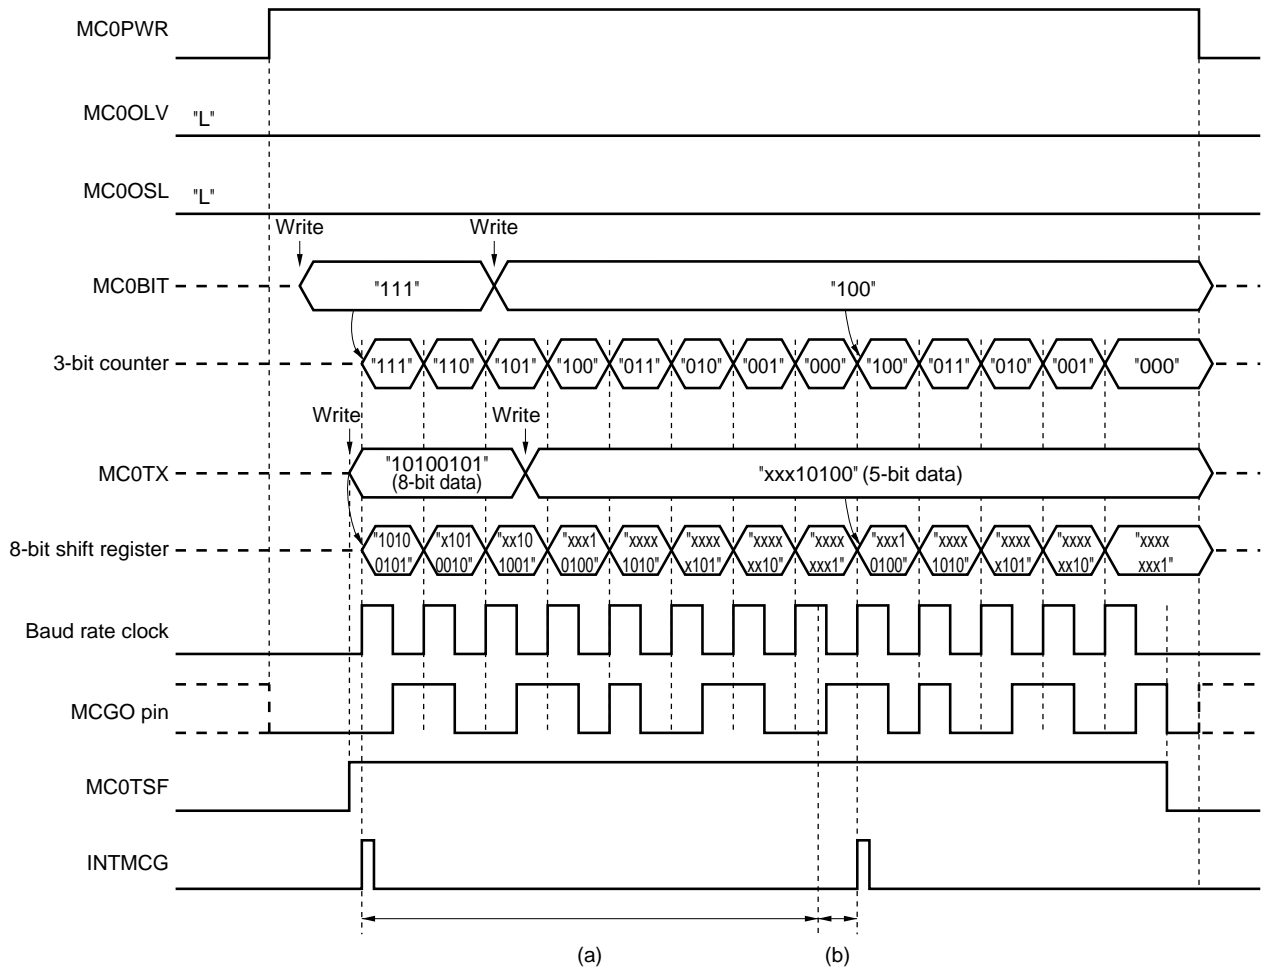 MC0PWR
MC0OLV "L"
MC0OSL "L"
Write Write
MC0BIT "111" "100"
3-bit counter "111" "110" "101" "100" "011" "010" "001" "000" "100" "011" "010" "001" "000"
Write Write
MC0TX "10100101" "xxx10100" (5-bit data)
(8-bit data)
8-bit shift register "1010 "x101 "xx10 "xxx1 "xxxx "xxxx "xxxx "xxxx "xxx1 "xxxx "xxxx "xxxx "xxxx
0101" 0010" 1001" 0100" 1010" x101" xx10" xxx1" 0100" 1010" x101" xx10" xxx1"
Baud rate clock
MCGO pin
MC0TSF
INTMCG
(a) (b)